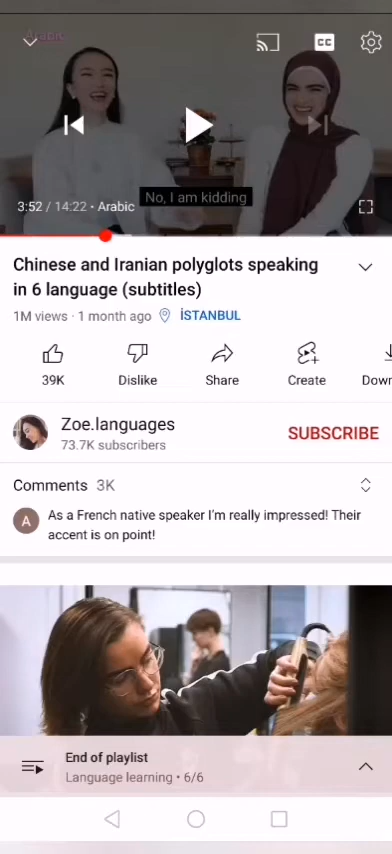 Arabic
CC
No, I am kidding
3:52 / 14:22 • Arabic
Chinese and Iranian polyglots speaking
in 6 language (subtitles)
1M views · 1 month ago İSTANBUL
39K Dislike Share Create Down
Zoe.languages
73.7K subscribers
SUBSCRIBE
Comments 3K
A
As a French native speaker I'm really impressed! Their
accent is on point!
End of playlist
Language learning • 6/6